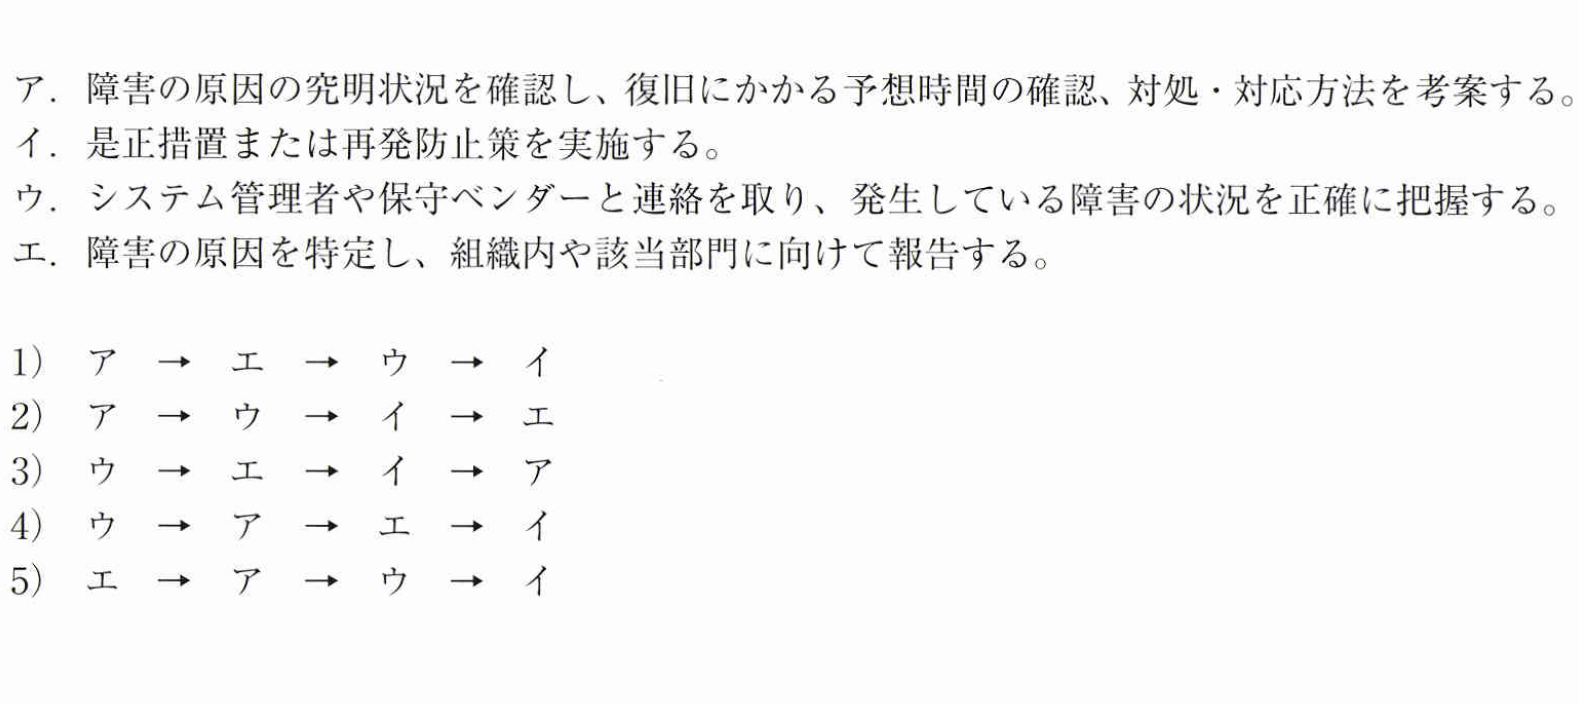 ア．障害の原因の究明状況を確認し、復旧にかかる予想時間の確認、対処・対応方法を考案する。
イ．是正措置または再発防止策を実施する。
ウ．システム管理者や保守ベンダーと連絡を取り、発生している障害の状況を正確に把握する。
エ．障害の原因を特定し、組織内や該当部門に向けて報告する。
1) ア → エ → ウ → イ
2) ア → ウ → イ → エ
3) ウ → エ → イ → ア
4) ウ → ア → エ → イ
5) エ → ア → ウ → イ